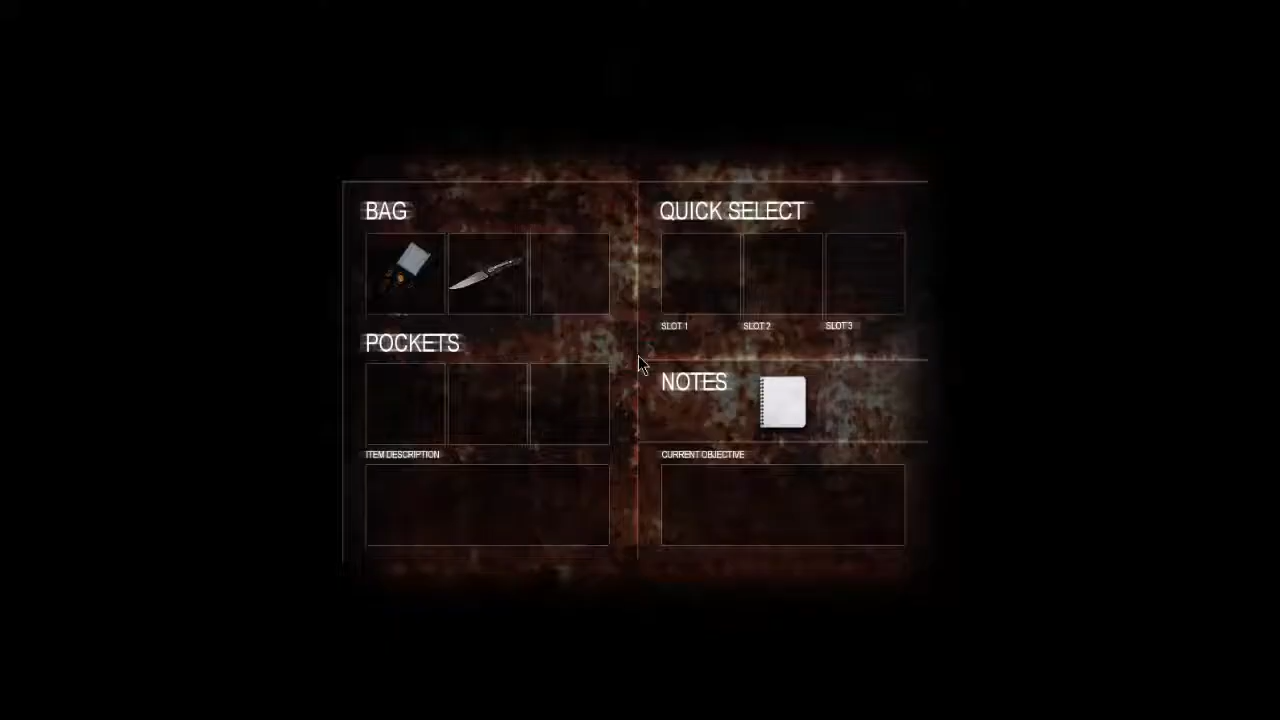 BAG
QUICK SELECT
SLOT 1
SLOT 2
SLOT 3
POCKETS
NOTES
ITEM DESCRIPTION
CURRENT OBJECTIVE